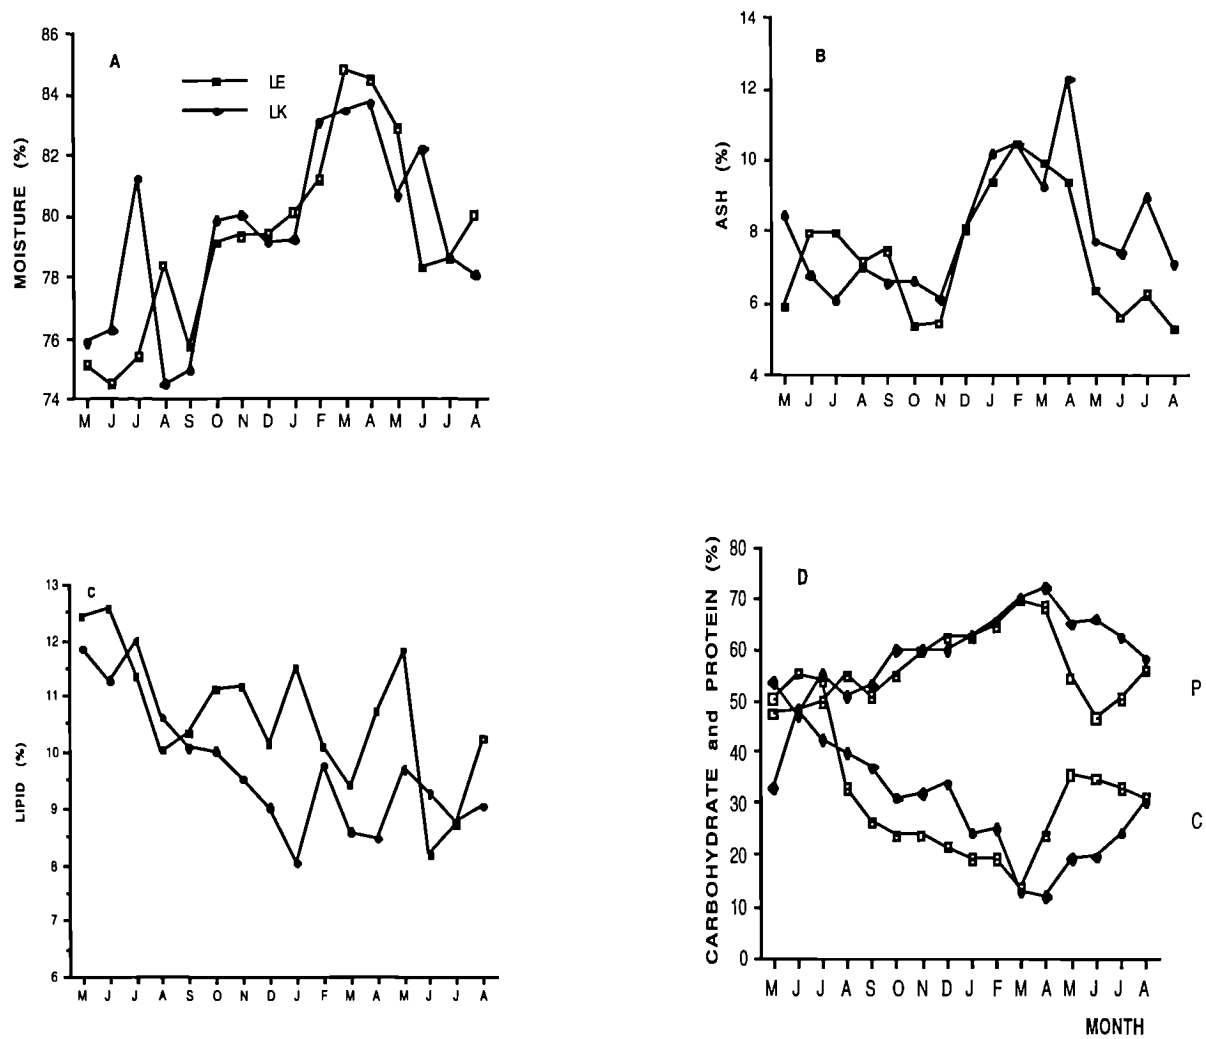 A
MOISTURE (%)
86
84
82
80
78
76
74
LE
LK
M J J A S O N D J F M A M J J A
B
ASH (%)
14
12
10
8
6
4
M J J A S O N D J F M A M J J A
C
LIPID (%)
13
12
11
10
9
8
7
6
M J J A S O N D J F M A M J J A
D
CARBOHYDRATE and PROTEIN (%)
80
70
60
50
40
30
20
10
0
P
C
M J J A S O N D J F M A M J J A
MONTH